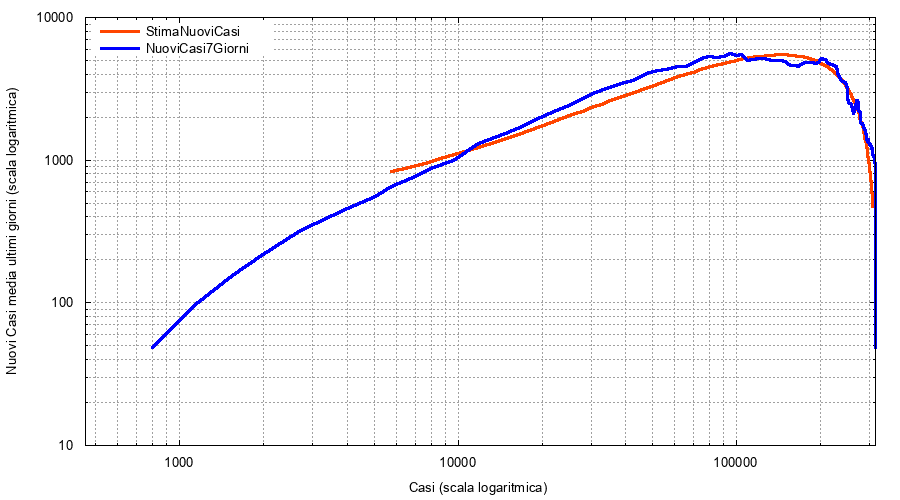 10000
StimaNuoviCasi
NuoviCasi7Giorni
1000
100
10
Nuovi Casi media ultimi giorni (scala logaritmica)
1000
10000
100000
Casi (scala logaritmica)